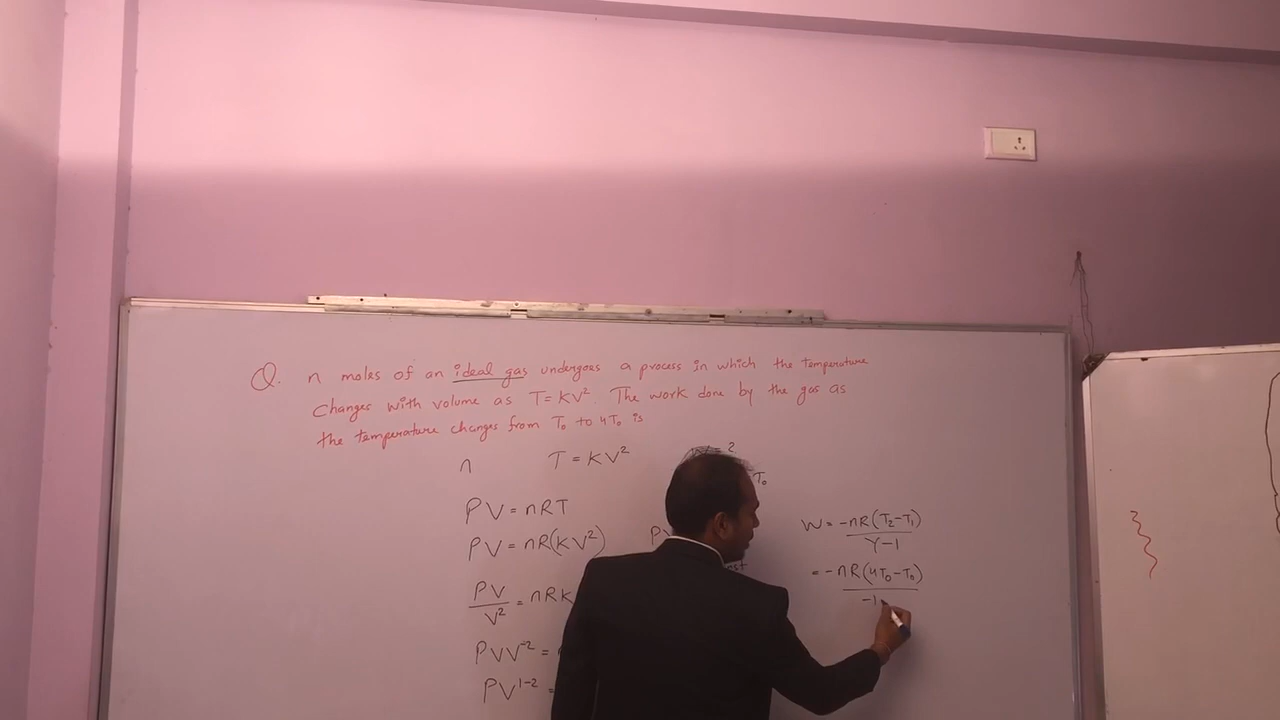 Q. n moles of an ideal gas undergoes a process in which the temperature
changes with volume as T = KV². The work done by the gas as
the temperature changes from T₀ to 4T₀ is
n T = KV² = 2
T₀
PV = nRT
PV = nR(KV²)
PV/V² = nRK
PVV⁻² =
PV¹⁻² =
W = -nR(T₂-T₁)/γ-1
= -nR(4T₀-T₀)/-1